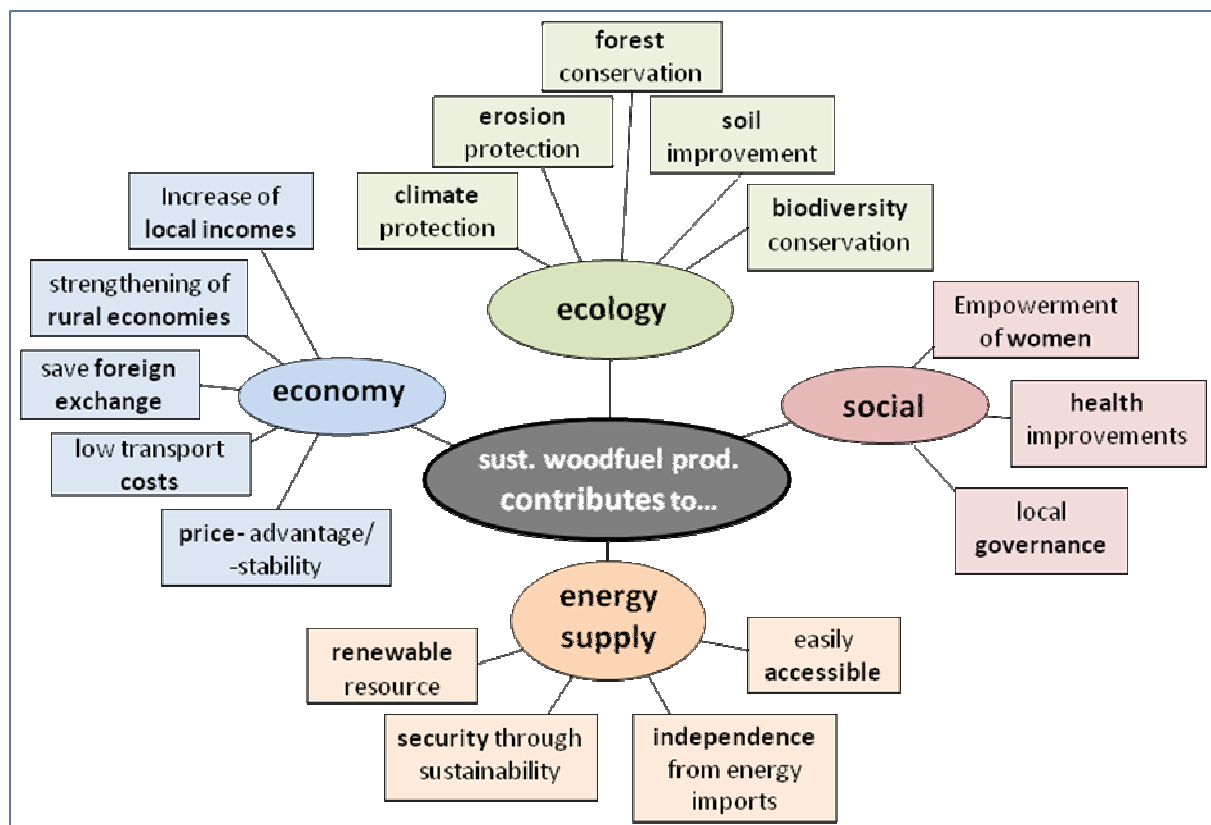 forest
conservation
erosion
protection
soil
improvement
climate
protection
biodiversity
conservation
ecology
Increase of
local incomes
strengthening of
rural economies
save foreign
exchange
low transport
costs
price- advantage/
-stability
economy
Empowerment
of women
health
improvements
local
governance
social
sust. woodfuel prod.
contributes to...
energy
supply
renewable
resource
security through
sustainability
independence
from energy
imports
easily
accessible